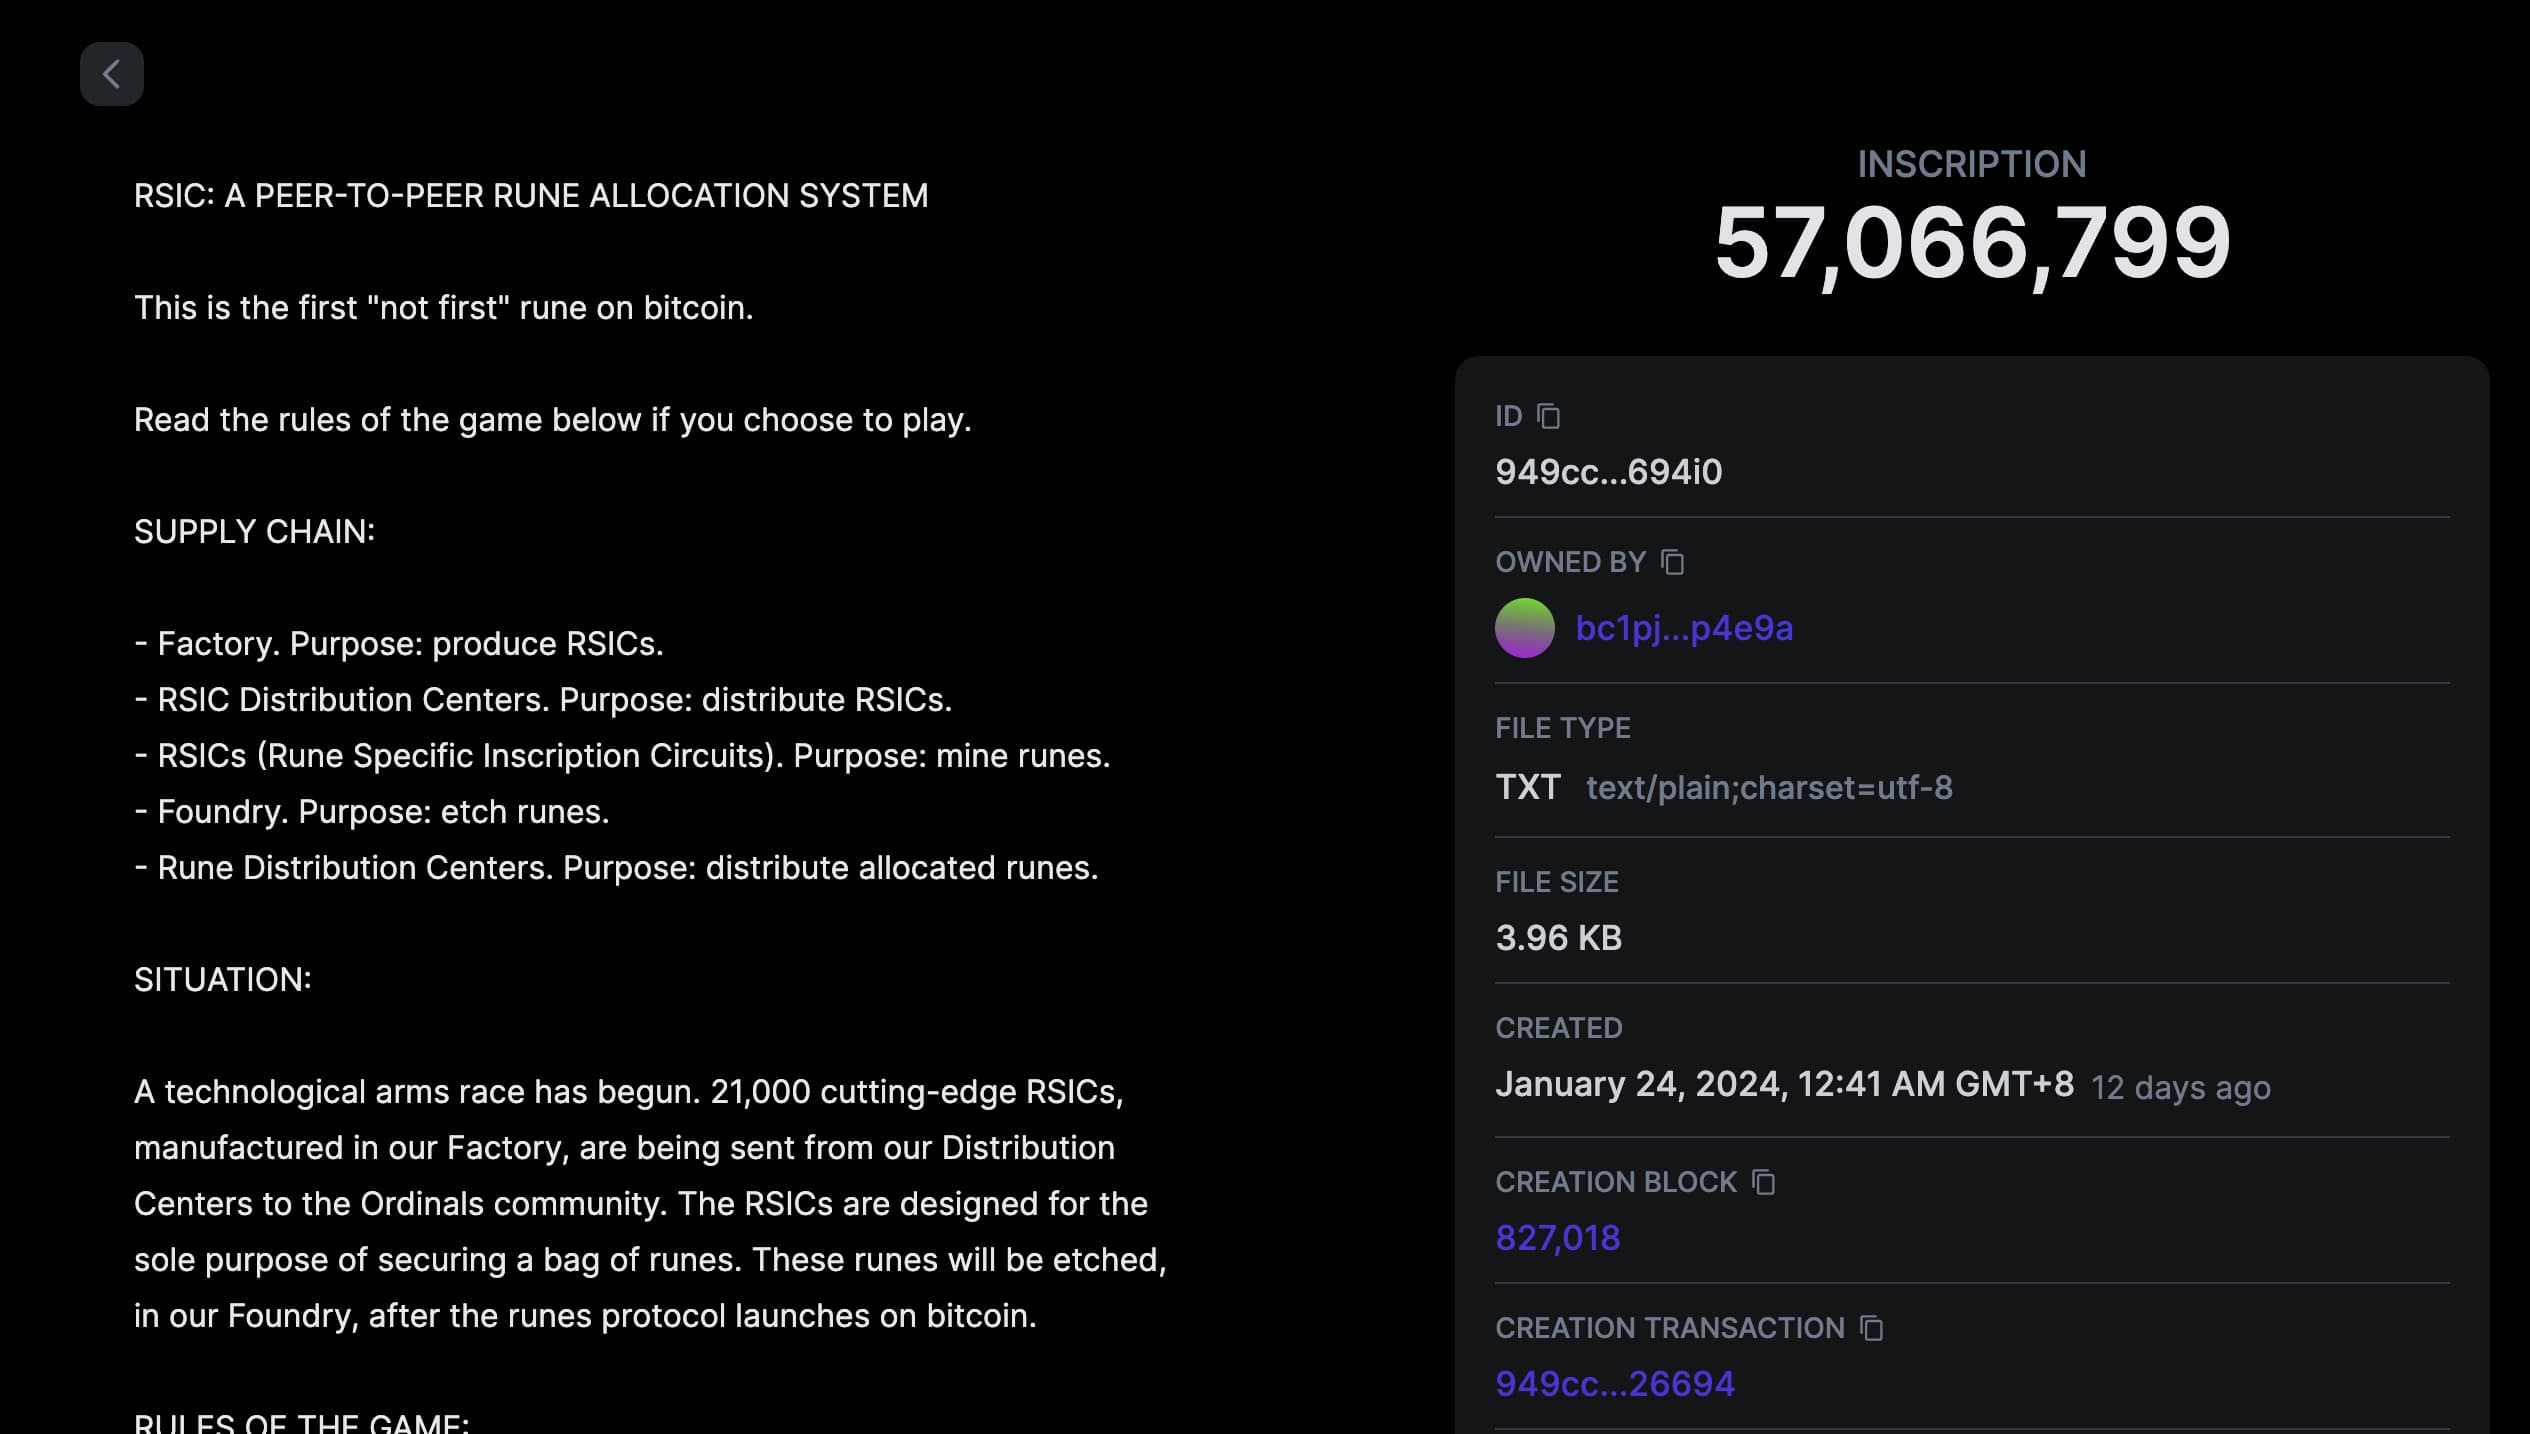 RSIC: A PEER-TO-PEER RUNE ALLOCATION SYSTEM
This is the first "not first" rune on bitcoin.
Read the rules of the game below if you choose to play.
SUPPLY CHAIN:
- Factory. Purpose: produce RSICs.
- RSIC Distribution Centers. Purpose: distribute RSICs.
- RSICs (Rune Specific Inscription Circuits). Purpose: mine runes.
- Foundry. Purpose: etch runes.
- Rune Distribution Centers. Purpose: distribute allocated runes.
SITUATION:
A technological arms race has begun. 21,000 cutting-edge RSICs,
manufactured in our Factory, are being sent from our Distribution
Centers to the Ordinals community. The RSICs are designed for the
sole purpose of securing a bag of runes. These runes will be etched,
in our Foundry, after the runes protocol launches on bitcoin.
RULES OF THE GAME:
INSCRIPTION
57,066,799
ID
949cc...694i0
OWNED BY
bc1pj...p4e9a
FILE TYPE
TXT text/plain;charset=utf-8
FILE SIZE
3.96 KB
CREATED
January 24, 2024, 12:41 AM GMT+8 12 days ago
CREATION BLOCK
827,018
CREATION TRANSACTION
949cc...26694